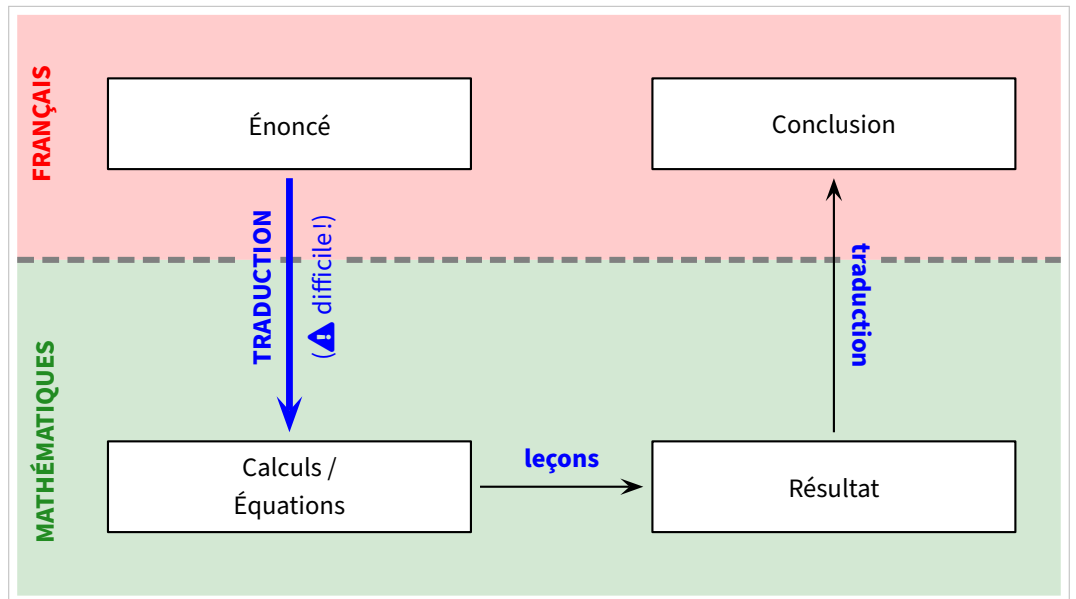 FRANÇAIS
Énoncé
Conclusion
TRADUCTION
(⚠ difficile !)
traduction
MATHÉMATIQUES
Calculs /
Équations
leçons
Résultat